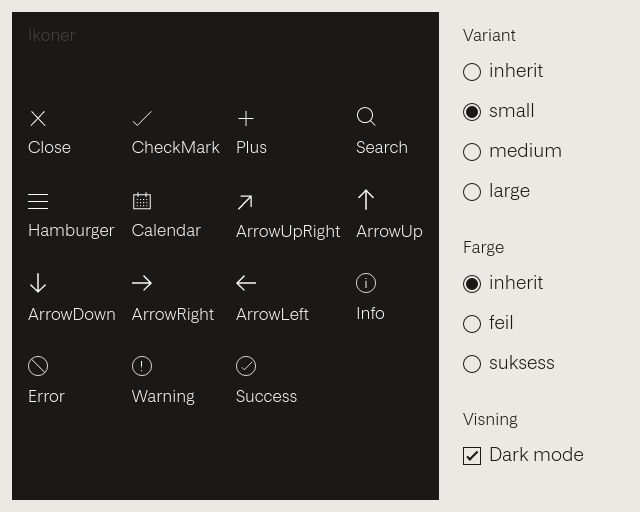 Ikoner
Close
CheckMark
Plus
Search
Hamburger
Calendar
ArrowUpRight
ArrowUp
ArrowDown
ArrowRight
ArrowLeft
Info
Error
Warning
Success
Variant
inherit
small
medium
large
Farge
inherit
feil
suksess
Visning
Dark mode